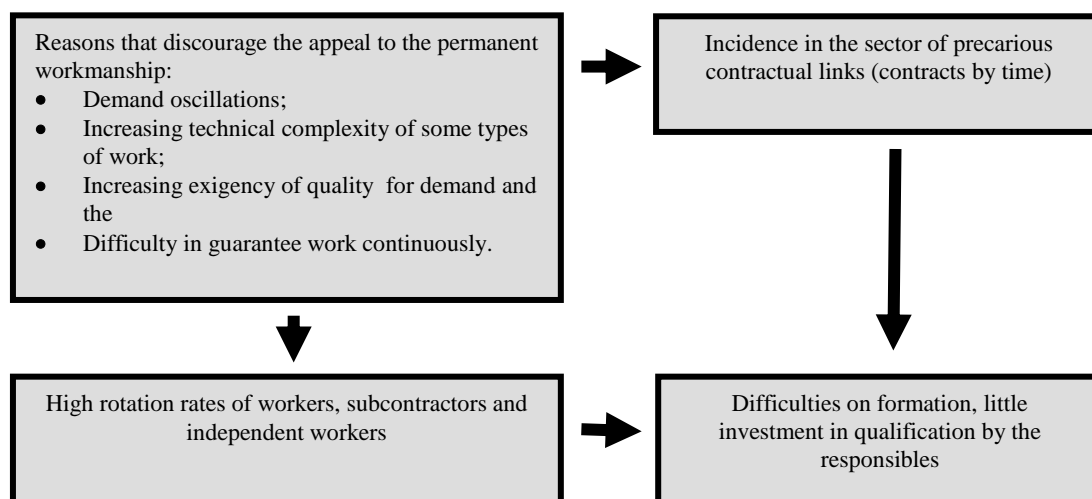 Reasons that discourage the appeal to the permanent
workmanship:
● Demand oscillations;
● Increasing technical complexity of some types
of work;
● Increasing exigency of quality for demand and
the
● Difficulty in guarantee work continuously.
Incidence in the sector of precarious
contractual links (contracts by time)
High rotation rates of workers, subcontractors and
independent workers
Difficulties on formation, little
investment in qualification by the
responsibles